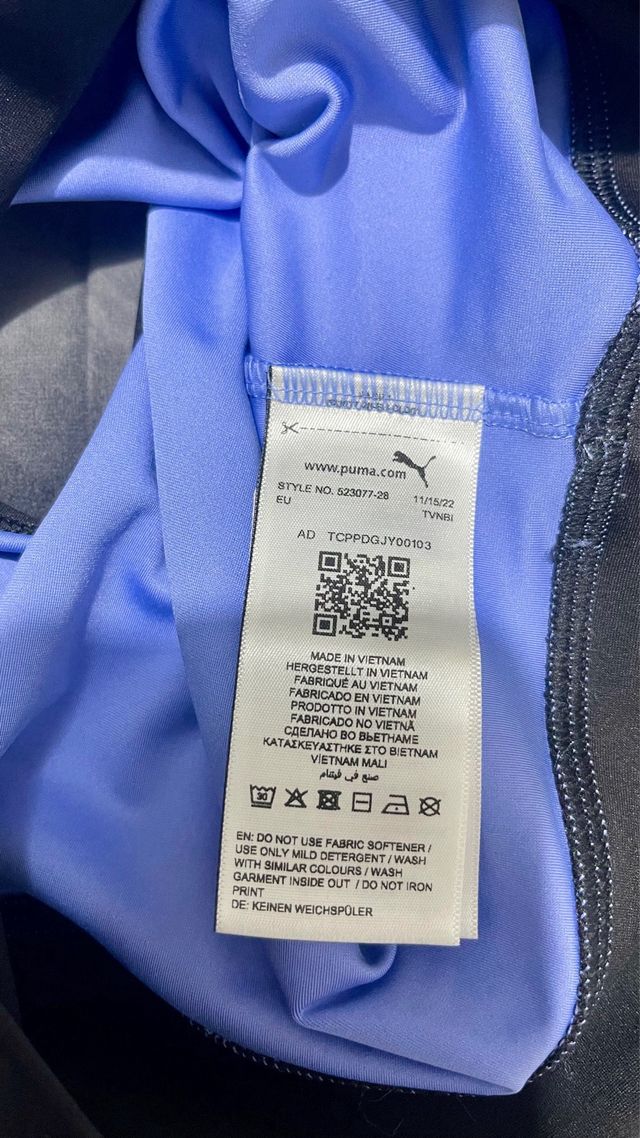 www.puma.com
STYLE NO. 523077-28 11/15/22
EU TVNBI
AD TCPPDGJY00103
MADE IN VIETNAM
HERGESTELLT IN VIETNAM
FABRIQUÉ AU VIETNAM
FABRICADO EN VIETNAM
PRODOTTO IN VIETNAM
FABRICADO NO VIETNÃ
СДЕЛАНО ВО ВЬЕТНАМЕ
ΚΑΤΑΣΚΕΥΑΣΤΗΚΕ ΣΤΟ ΒΙΕΤΝΑΜ
VİETNAM MALI
صنع في فيتنام
30
EN: DO NOT USE FABRIC SOFTENER /
USE ONLY MILD DETERGENT / WASH
WITH SIMILAR COLOURS / WASH
GARMENT INSIDE OUT / DO NOT IRON
PRINT
DE: KEINEN WEICHSPÜLER